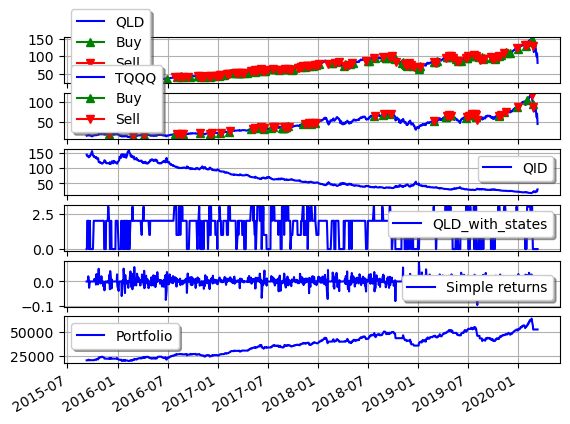 QLD
Buy
Sell
150
100
50
TQQQ
Buy
Sell
100
50
150
100
50
QID
2.5
0.0
QLD_with_states
0.0
−0.1
Simple returns
50000
25000
Portfolio
2015-07 2016-01 2016-07 2017-01 2017-07 2018-01 2018-07 2019-01 2019-07 2020-01